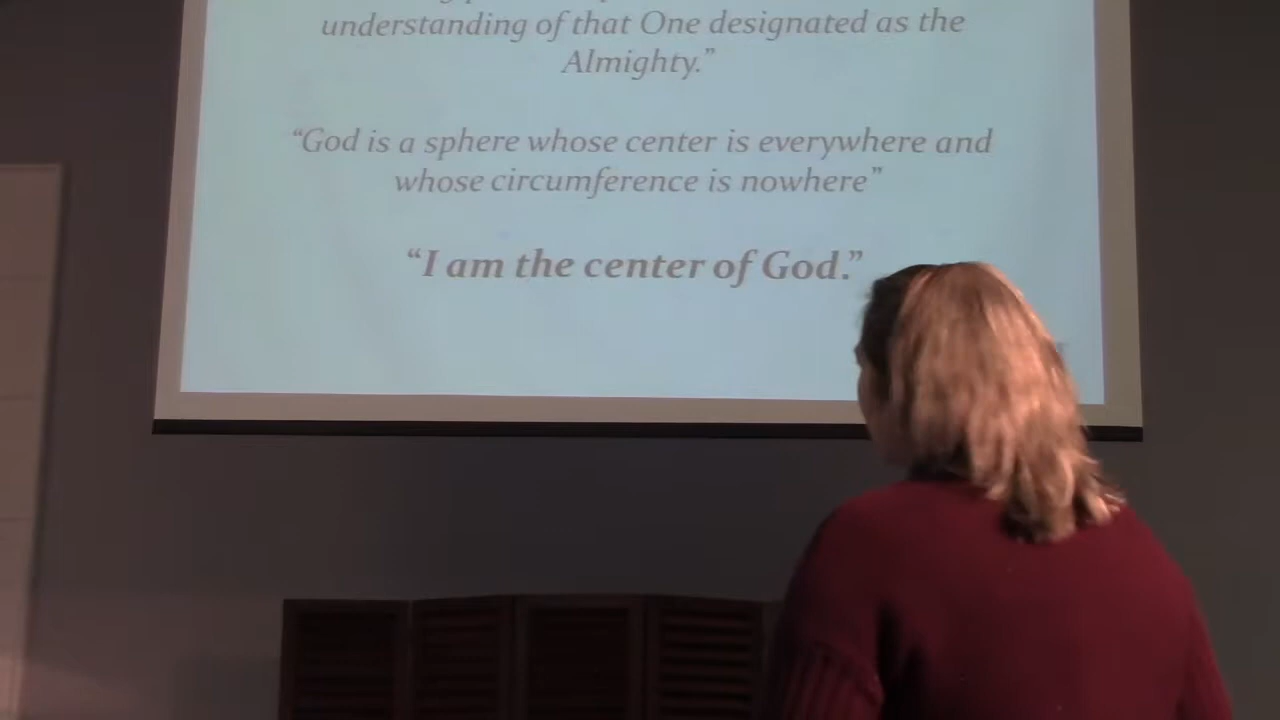 understanding of that One designated as the
Almighty.”
“God is a sphere whose center is everywhere and
whose circumference is nowhere”
“I am the center of God.”